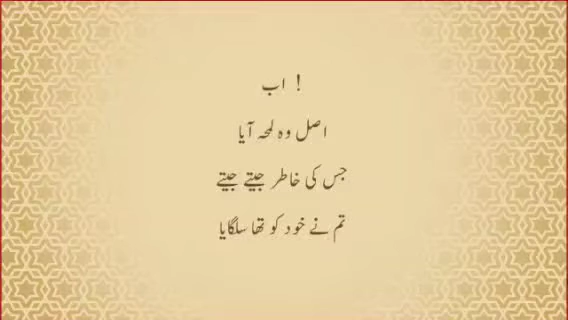 اب !
اصل وہ لمحہ آیا
جس کی خاطر جیتے جیتے
تم نے خود کو تھا سلگایا